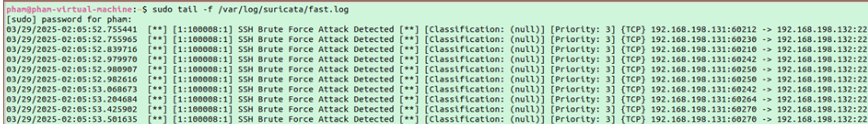 pham@pham-virtual-machine:~$ sudo tail -f /var/log/suricata/fast.log
[sudo] password for pham:
03/29/2025-02:05:52.755441  [**] [1:100008:1] SSH Brute Force Attack Detected [**] [Classification: (null)] [Priority: 3] {TCP} 192.168.198.131:60212 -> 192.168.198.132:22
03/29/2025-02:05:52.755965  [**] [1:100008:1] SSH Brute Force Attack Detected [**] [Classification: (null)] [Priority: 3] {TCP} 192.168.198.131:60230 -> 192.168.198.132:22
03/29/2025-02:05:52.839716  [**] [1:100008:1] SSH Brute Force Attack Detected [**] [Classification: (null)] [Priority: 3] {TCP} 192.168.198.131:60210 -> 192.168.198.132:22
03/29/2025-02:05:52.979970  [**] [1:100008:1] SSH Brute Force Attack Detected [**] [Classification: (null)] [Priority: 3] {TCP} 192.168.198.131:60242 -> 192.168.198.132:22
03/29/2025-02:05:52.980907  [**] [1:100008:1] SSH Brute Force Attack Detected [**] [Classification: (null)] [Priority: 3] {TCP} 192.168.198.131:60250 -> 192.168.198.132:22
03/29/2025-02:05:52.982616  [**] [1:100008:1] SSH Brute Force Attack Detected [**] [Classification: (null)] [Priority: 3] {TCP} 192.168.198.131:60250 -> 192.168.198.132:22
03/29/2025-02:05:53.068673  [**] [1:100008:1] SSH Brute Force Attack Detected [**] [Classification: (null)] [Priority: 3] {TCP} 192.168.198.131:60242 -> 192.168.198.132:22
03/29/2025-02:05:53.204684  [**] [1:100008:1] SSH Brute Force Attack Detected [**] [Classification: (null)] [Priority: 3] {TCP} 192.168.198.131:60264 -> 192.168.198.132:22
03/29/2025-02:05:53.425902  [**] [1:100008:1] SSH Brute Force Attack Detected [**] [Classification: (null)] [Priority: 3] {TCP} 192.168.198.131:60270 -> 192.168.198.132:22
03/29/2025-02:05:53.501635  [**] [1:100008:1] SSH Brute Force Attack Detected [**] [Classification: (null)] [Priority: 3] {TCP} 192.168.198.131:60270 -> 192.168.198.132:22